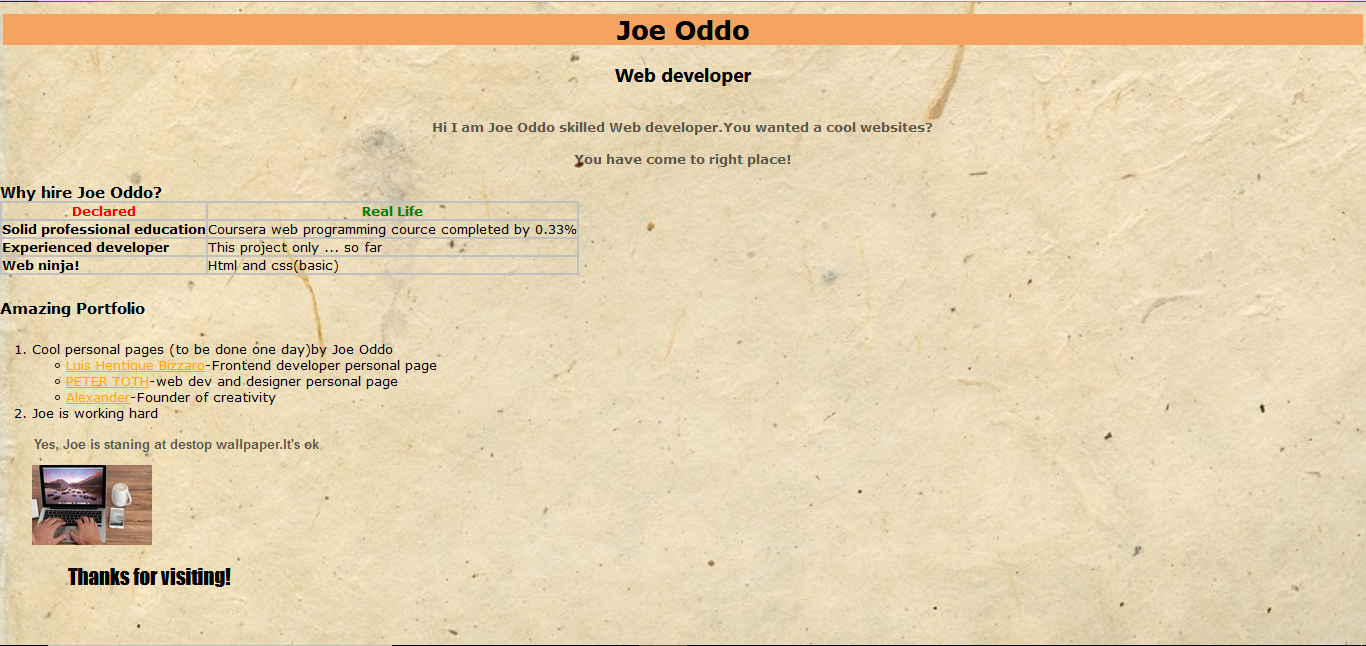 Joe Oddo
Web developer
Hi I am Joe Oddo skilled Web developer.You wanted a cool websites?
You have come to right place!
Why hire Joe Oddo?
Declared Real Life
Solid professional education Coursera web programming cource completed by 0.33%
Experienced developer This project only ... so far
Web ninja! Html and css(basic)
Amazing Portfolio
1. Cool personal pages (to be done one day)by Joe Oddo
Luis Hentique Bizzaro-Frontend developer personal page
PETER TOTH-web dev and designer personal page
Alexander-Founder of creativity
2. Joe is working hard
Yes, Joe is staning at destop wallpaper.It's ok
Thanks for visiting!